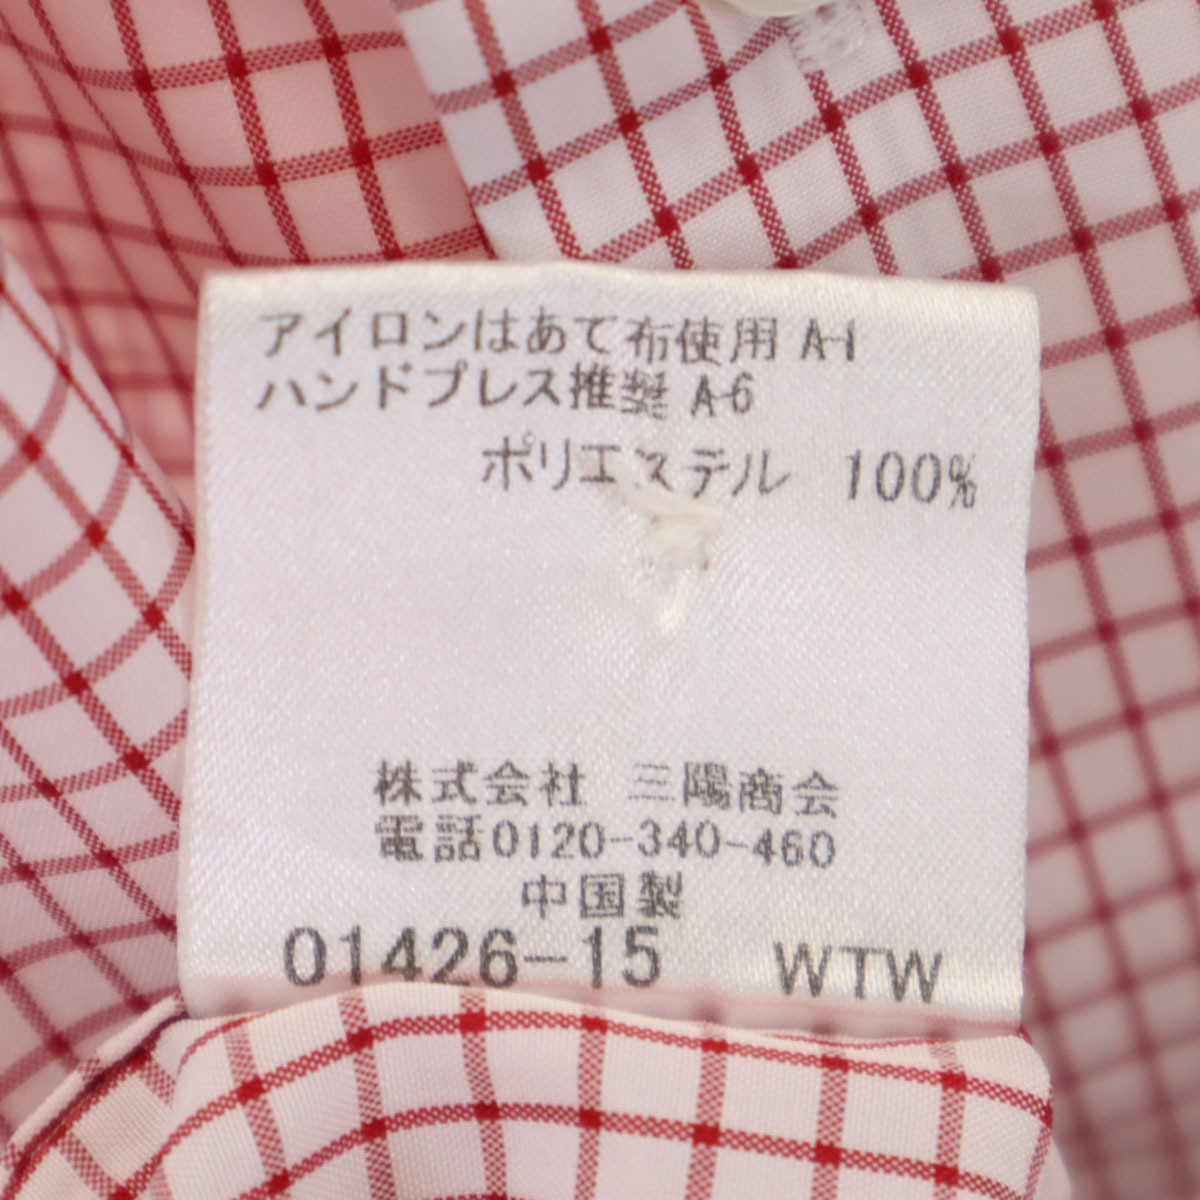 アイロンはあて布使用 A-1
ハンドプレス推奨 A-6
ポリエステル 100%
株式会社 三陽商会
電話0120-340-460
中国製
01426-15 WTW